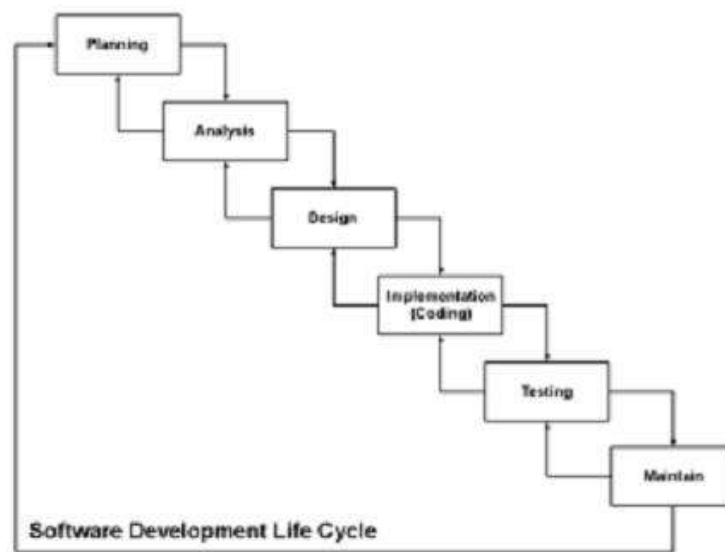 Planning
Analysis
Design
Implementation
(Coding)
Testing
Maintain
Software Development Life Cycle